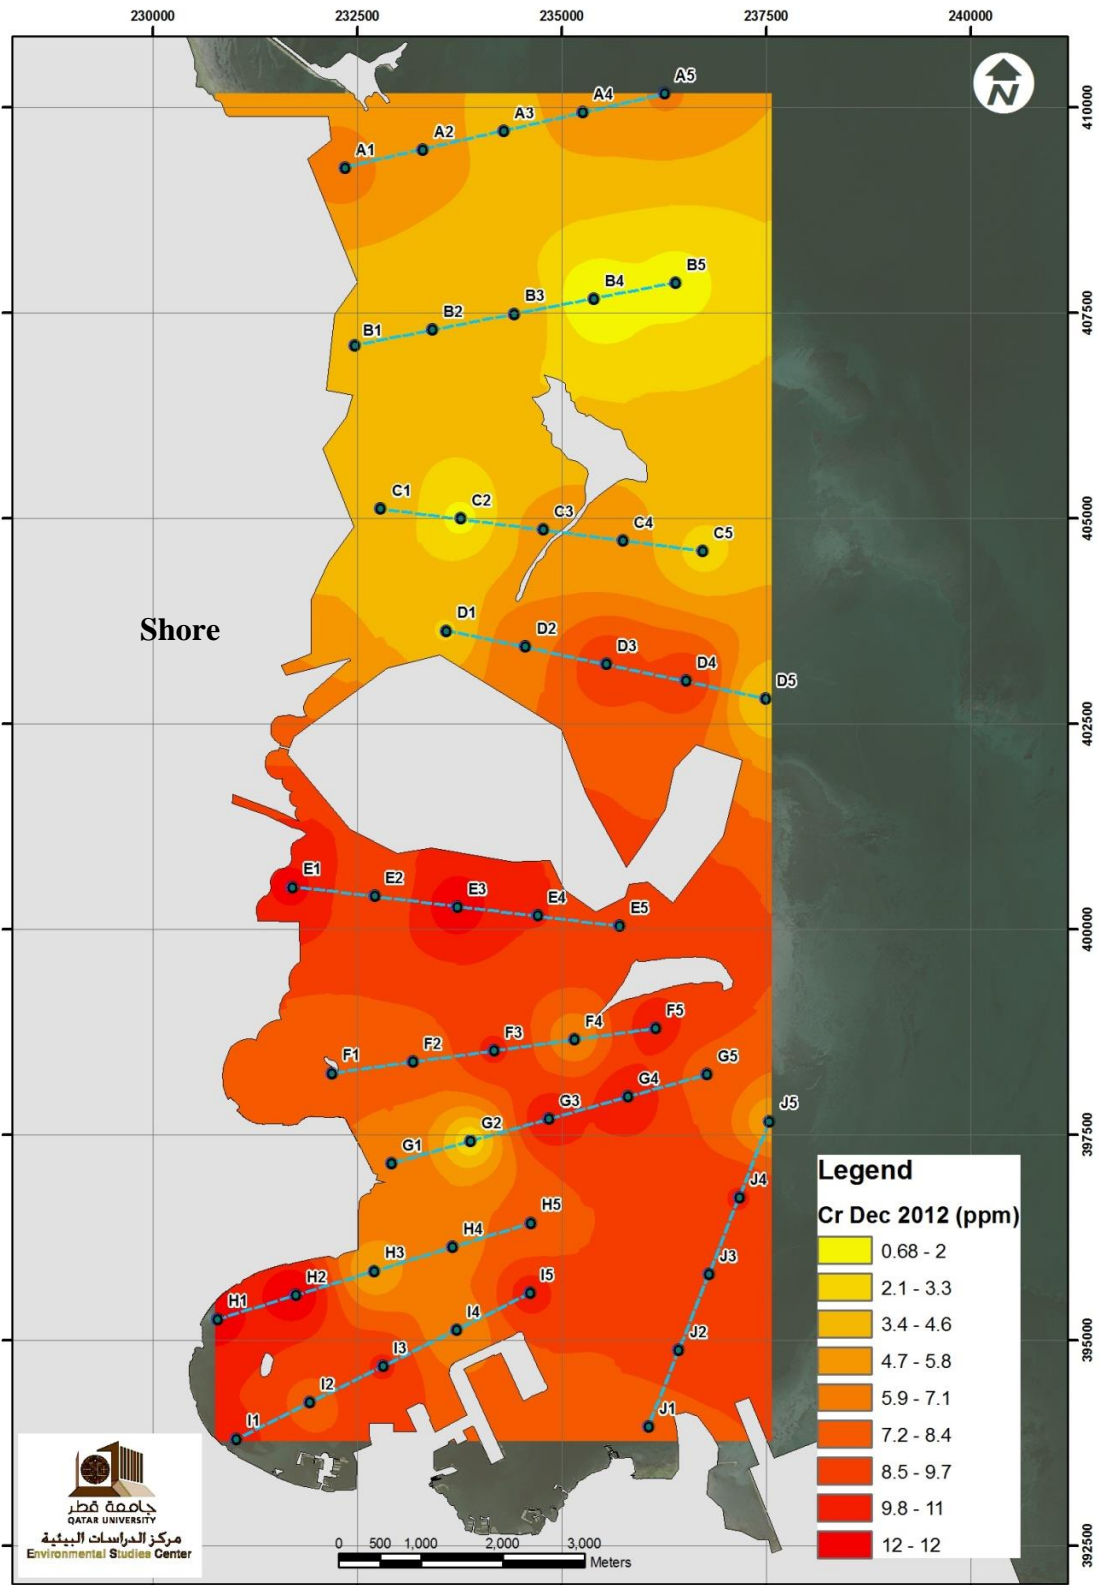 230000
232500
235000
237500
240000
A5
A4
A3
A2
A1
410000
B5
B4
B3
B2
B1
407500
C1
C2
C3
C4
C5
405000
Shore
D1
D2
D3
D4
D5
402500
E1
E2
E3
E4
E5
400000
F5
F4
F3
F2
F1
G5
G4
G3
G2
G1
397500
J5
J4
J3
J2
J1
H5
H4
H3
H2
H1
395000
I5
I4
I3
I2
I1
392500
Legend
Cr Dec 2012 (ppm)
0.68 - 2
2.1 - 3.3
3.4 - 4.6
4.7 - 5.8
5.9 - 7.1
7.2 - 8.4
8.5 - 9.7
9.8 - 11
12 - 12
N
جامعة قطر
QATAR UNIVERSITY
مركز الدراسات البيئية
Environmental Studies Center
0 500 1,000 2,000 3,000
Meters